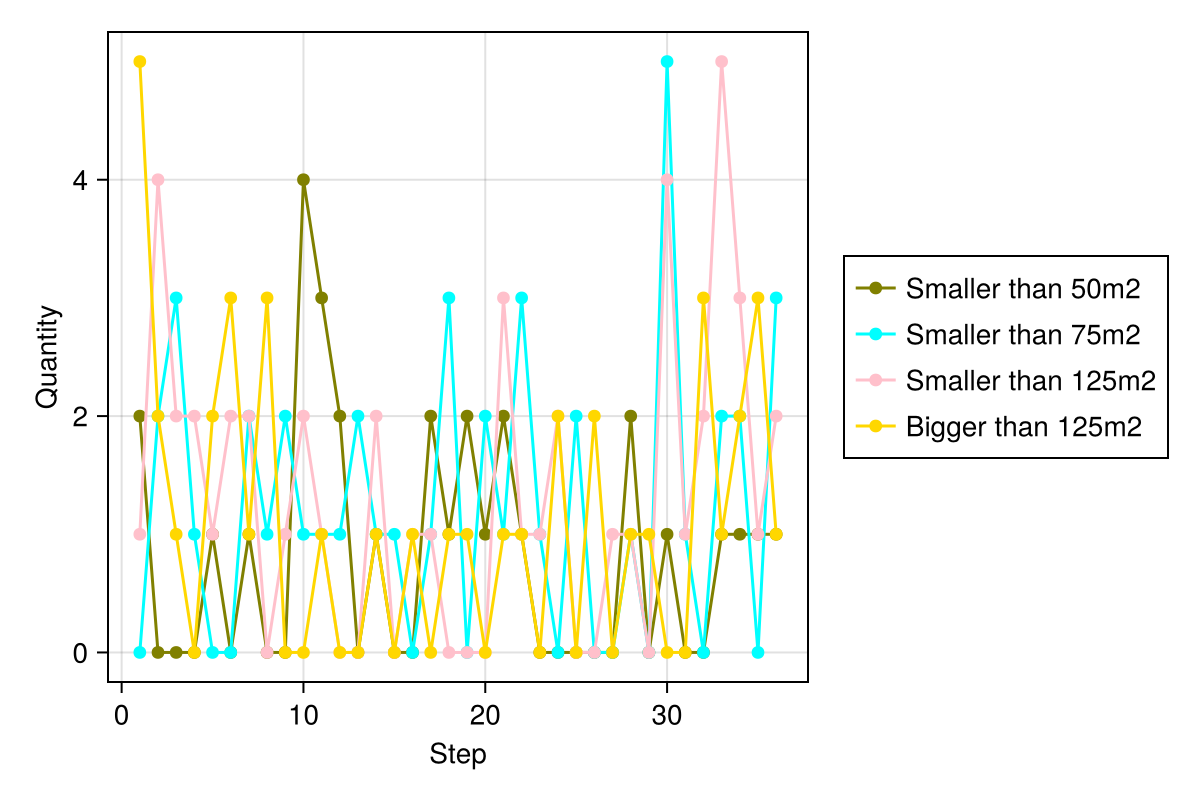 4
2
0
Quantity
0
10
20
30
Step
Smaller than 50m2
Smaller than 75m2
Smaller than 125m2
Bigger than 125m2